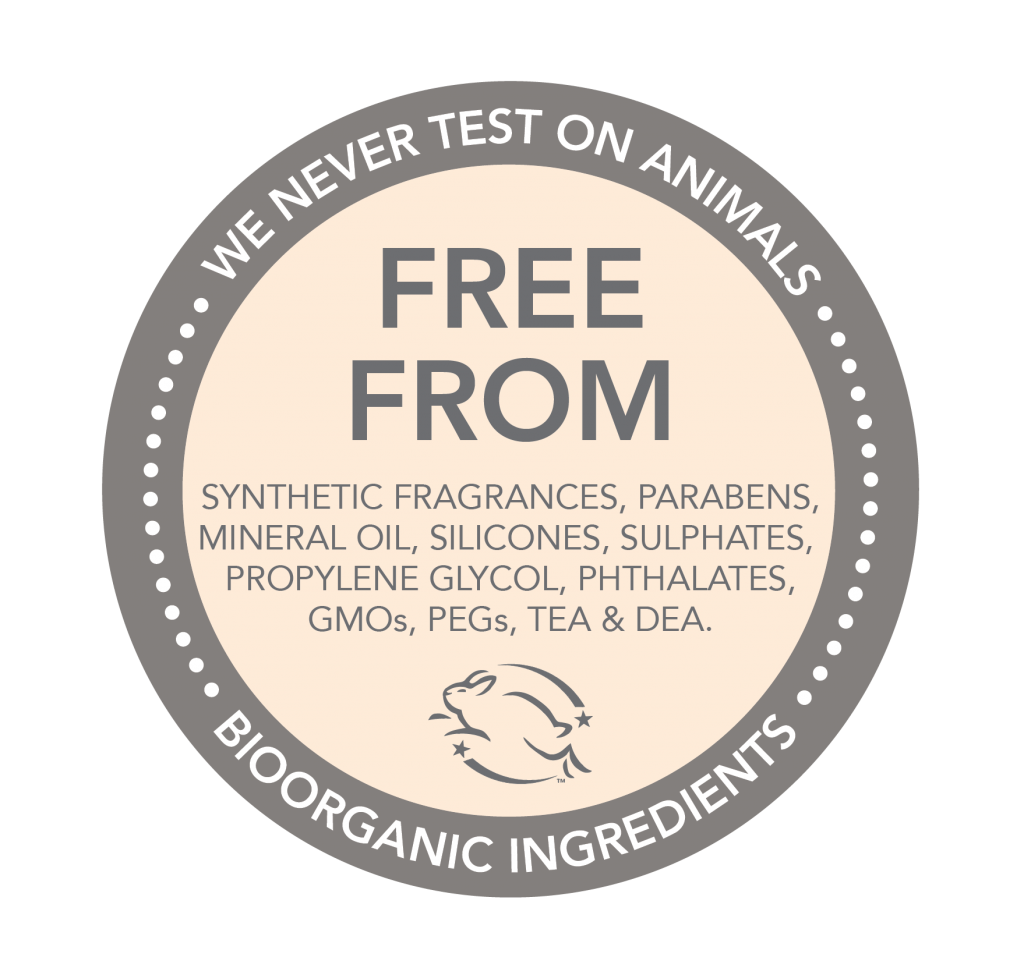 WE NEVER TEST ON ANIMALS
FREE
FROM
SYNTHETIC FRAGRANCES, PARABENS,
MINERAL OIL, SILICONES, SULPHATES,
PROPYLENE GLYCOL, PHTHALATES,
GMOs, PEGs, TEA & DEA.
TM
BIOORGANIC INGREDIENTS